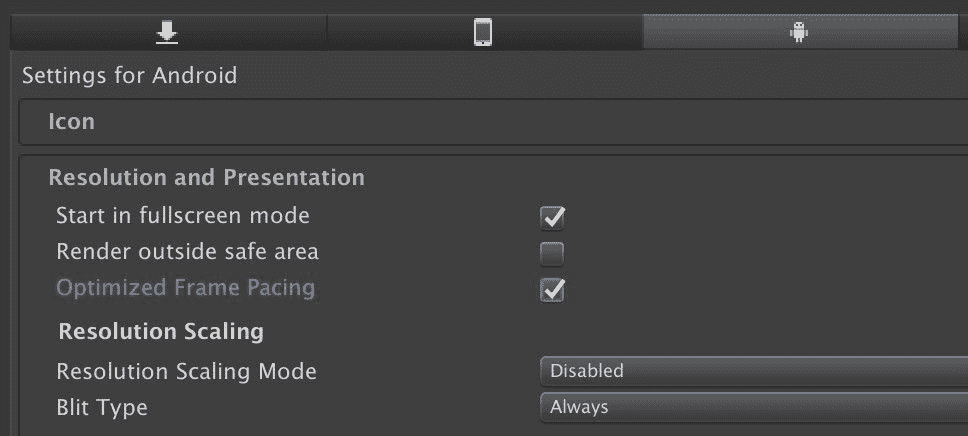 Settings for Android
Icon
Resolution and Presentation
Start in fullscreen mode
Render outside safe area
Optimized Frame Pacing
Resolution Scaling
Resolution Scaling Mode Disabled
Blit Type Always